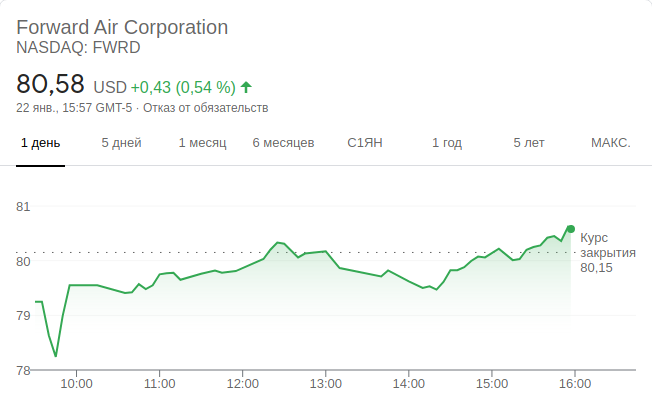 Forward Air Corporation
NASDAQ: FWRD
80,58 USD +0,43 (0,54 %)
22 янв., 15:57 GMT-5 · Отказ от обязательств
1 день 5 дней 1 месяц 6 месяцев С1ЯН 1 год 5 лет МАКС.
81
80
79
78
Курс
закрытия
80,15
10:00 11:00 12:00 13:00 14:00 15:00 16:00